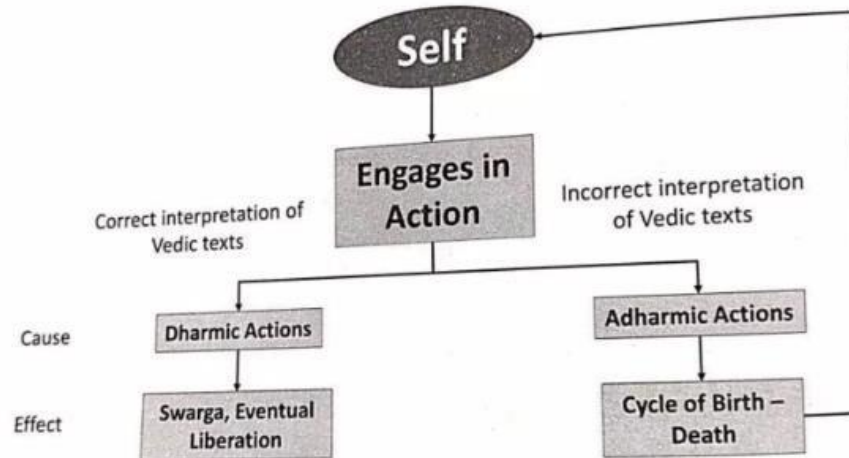 Self
Engages in
Action
Correct interpretation of
Vedic texts
Incorrect interpretation
of Vedic texts
Cause
Dharmic Actions
Adharmic Actions
Effect
Swarga, Eventual
Liberation
Cycle of Birth –
Death